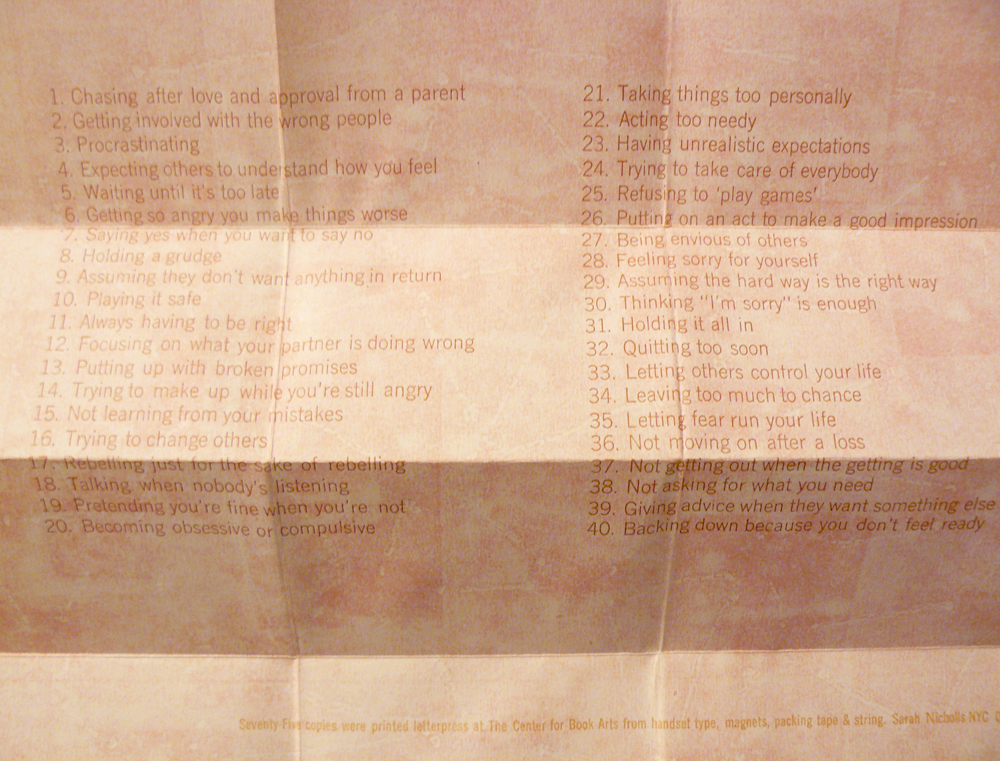 1. Chasing after love and approval from a parent
2. Getting involved with the wrong people
3. Procrastinating
4. Expecting others to understand how you feel
5. Waiting until it's too late
6. Getting so angry you make things worse
7. Saying yes when you want to say no
8. Holding a grudge
9. Assuming they don't want anything in return
10. Playing it safe
11. Always having to be right
12. Focusing on what your partner is doing wrong
13. Putting up with broken promises
14. Trying to make up while you're still angry
15. Not learning from your mistakes
16. Trying to change others
17. Rebelling just for the sake of rebelling
18. Talking when nobody's listening
19. Pretending you're fine when you're not
20. Becoming obsessive or compulsive
21. Taking things too personally
22. Acting too needy
23. Having unrealistic expectations
24. Trying to take care of everybody
25. Refusing to 'play games'
26. Putting on an act to make a good impression
27. Being envious of others
28. Feeling sorry for yourself
29. Assuming the hard way is the right way
30. Thinking "I'm sorry" is enough
31. Holding it all in
32. Quitting too soon
33. Letting others control your life
34. Leaving too much to chance
35. Letting fear run your life
36. Not moving on after a loss
37. Not getting out when the getting is good
38. Not asking for what you need
39. Giving advice when they want something else
40. Backing down because you don't feel ready
Seventy-Five copies were printed letterpress at The Center for Book Arts from handset type, magnets, packing tape & string. Sarah Nicholls NYC